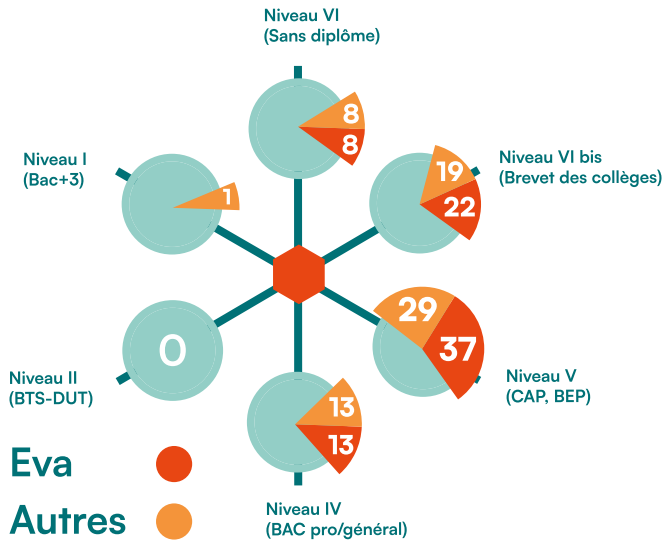 Niveau VI
(Sans diplôme)
8
8
Niveau I
(Bac+3)
1
Niveau VI bis
(Brevet des collèges)
19
22
0
29
37
Niveau II
(BTS-DUT)
Niveau V
(CAP, BEP)
13
13
Eva
Autres
Niveau IV
(BAC pro/général)